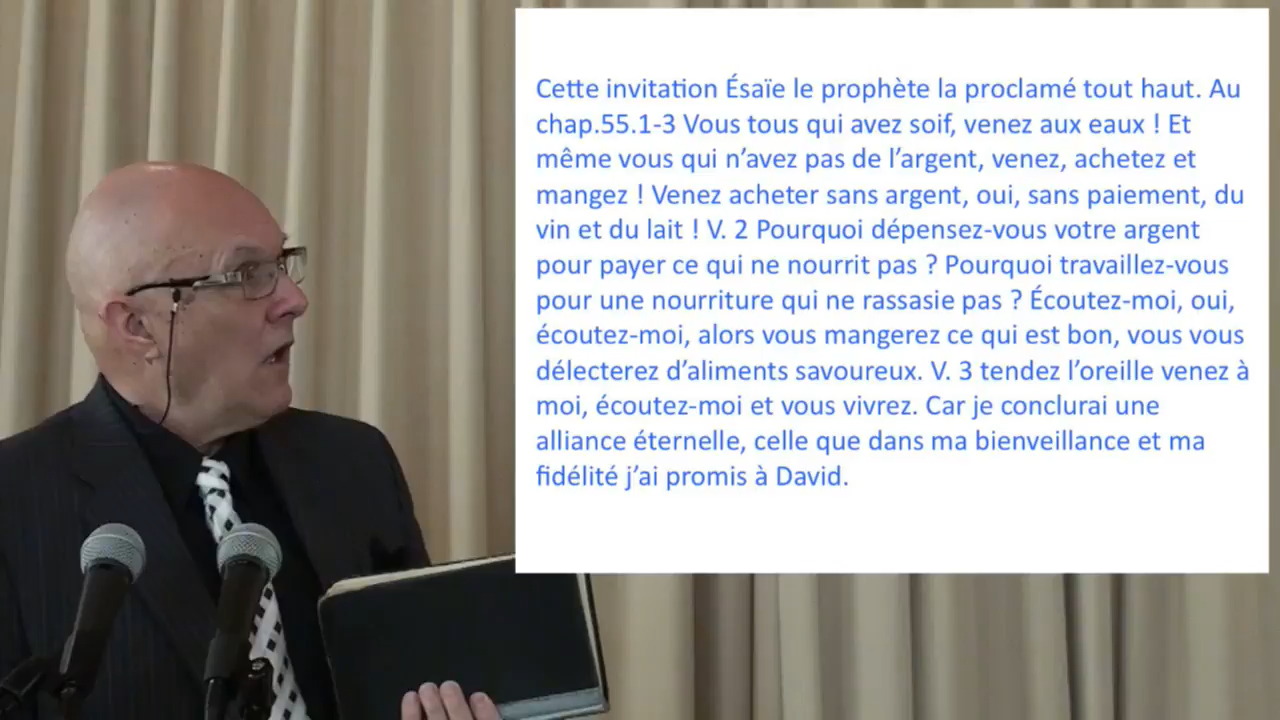 Cette invitation Ésaïe le prophète la proclamé tout haut. Au
chap.55.1-3 Vous tous qui avez soif, venez aux eaux ! Et
même vous qui n’avez pas de l’argent, venez, achetez et
mangez ! Venez acheter sans argent, oui, sans paiement, du
vin et du lait ! V. 2 Pourquoi dépensez-vous votre argent
pour payer ce qui ne nourrit pas ? Pourquoi travaillez-vous
pour une nourriture qui ne rassasie pas ? Écoutez-moi, oui,
écoutez-moi, alors vous mangerez ce qui est bon, vous vous
délecterez d’aliments savoureux. V. 3 tendez l’oreille venez à
moi, écoutez-moi et vous vivrez. Car je conclurai une
alliance éternelle, celle que dans ma bienveillance et ma
fidélité j’ai promis à David.